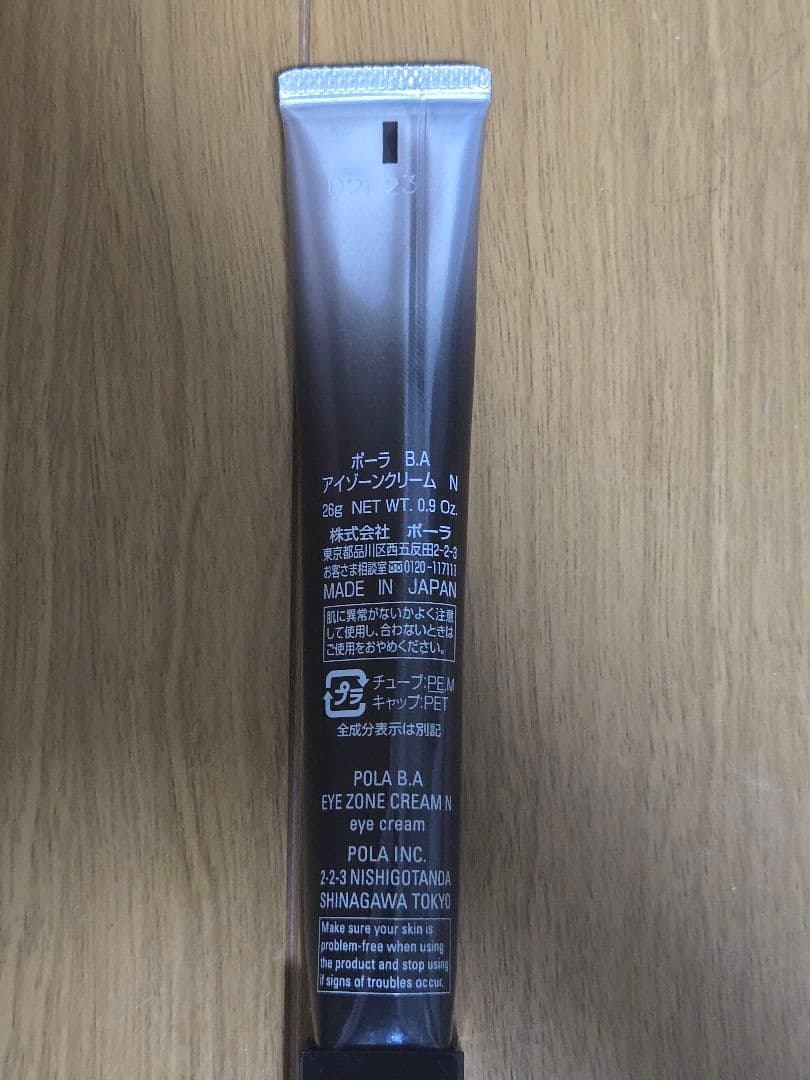 ポーラ B.A
アイゾーンクリーム N
26g NET WT. 0.9 Oz.
株式会社 ポーラ
東京都品川区西五反田2-2-3
お客さま相談室 0120-117111
MADE IN JAPAN
肌に異常がないかよく注意
して使用し、合わないときは
ご使用をおやめください。
プラ
チューブ:PE,M
キャップ:PET
全成分表示は別記
POLA B.A
EYE ZONE CREAM N
eye cream
POLA INC.
2-2-3 NISHIGOTANDA
SHINAGAWA TOKYO
Make sure your skin is
problem-free when using
the product and stop using
if signs of troubles occur.